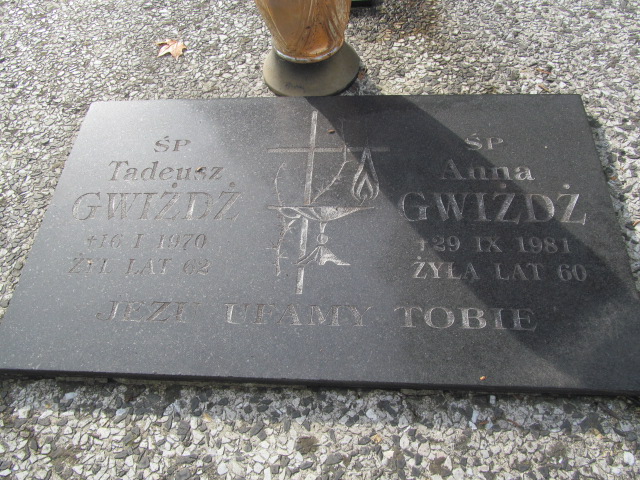 ŚP
Tadeusz
GWIŻDŻ
+16 I 1970
ŻYŁ LAT 62
ŚP
Anna
GWIŻDŻ
+29 IX 1981
ŻYŁA LAT 60
JEZU UFAMY TOBIE